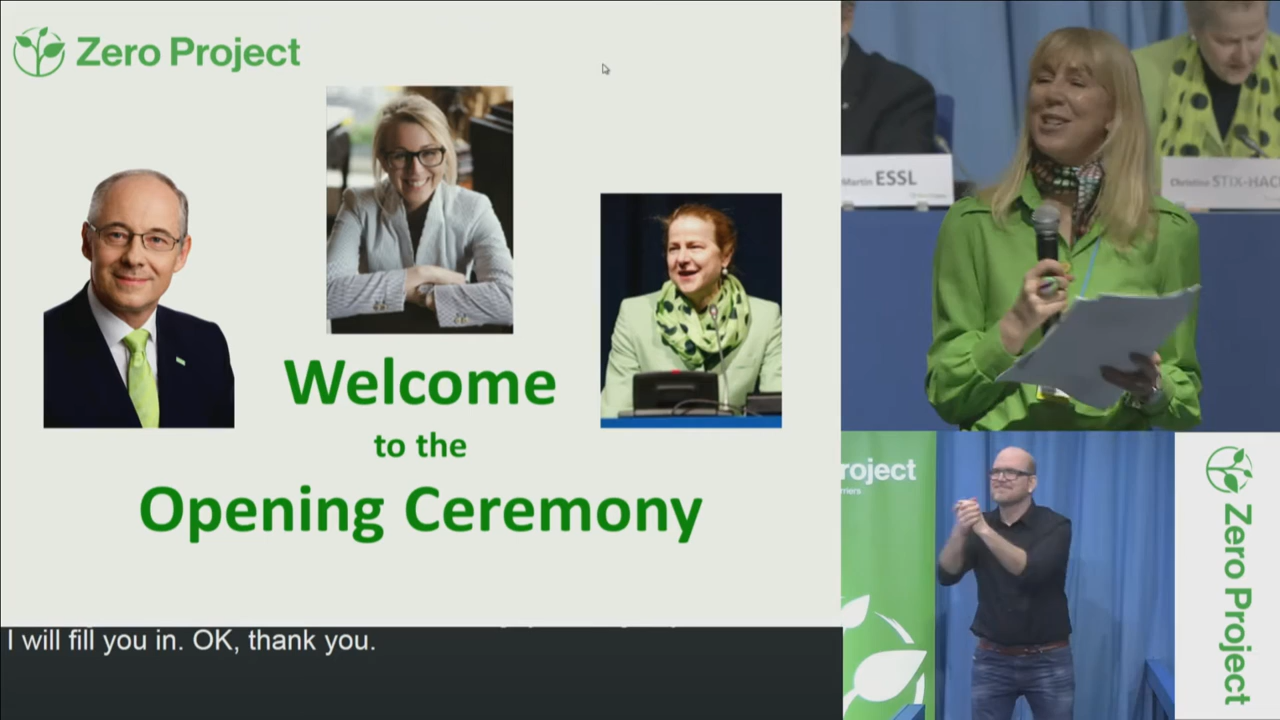 Zero Project
Welcome
to the
Opening Ceremony
I will fill you in. OK, thank you.
Martin ESSL
Christine STIX-HAC
roject
Zero Project